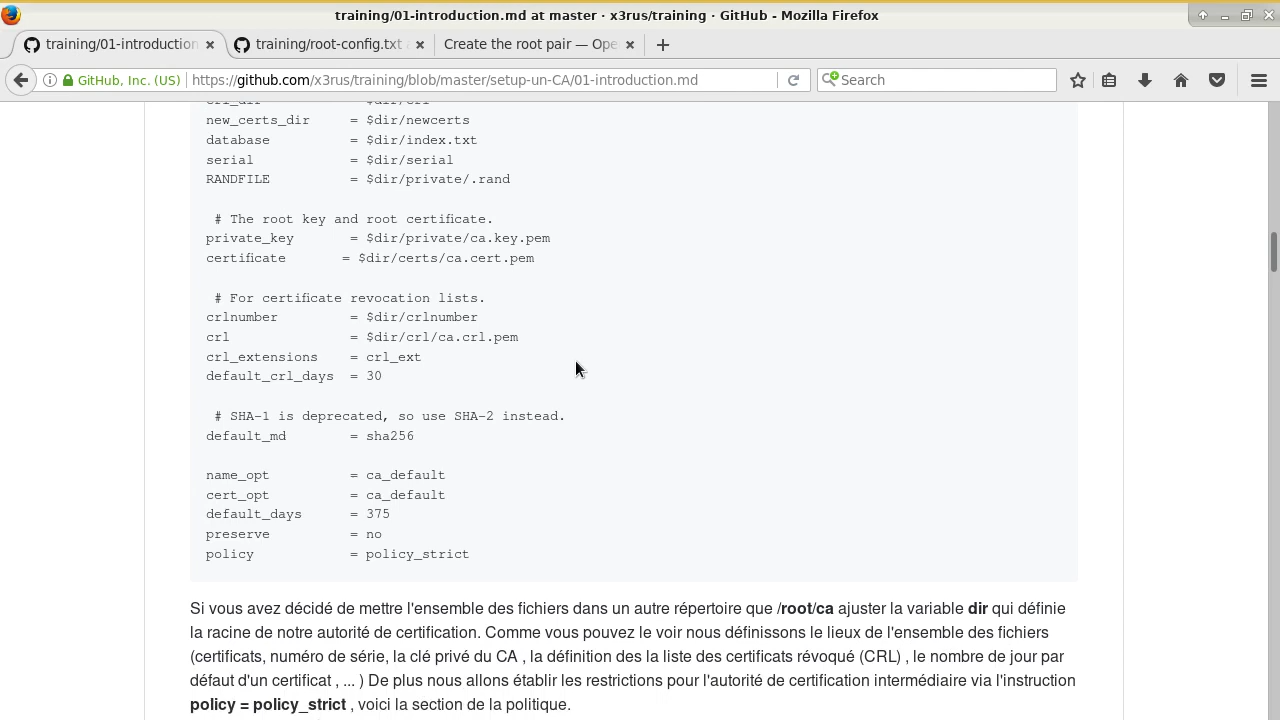 training/01-introduction.md at master · x3rus/training · GitHub - Mozilla Firefox
training/01-introduction
training/root-config.txt a
Create the root pair — Ope
GitHub, Inc. (US)
https://github.com/x3rus/training/blob/master/setup-un-CA/01-introduction.md
Search
crl_dir = $dir/crl
new_certs_dir = $dir/newcerts
database = $dir/index.txt
serial = $dir/serial
RANDFILE = $dir/private/.rand
# The root key and root certificate.
private_key = $dir/private/ca.key.pem
certificate = $dir/certs/ca.cert.pem
# For certificate revocation lists.
crlnumber = $dir/crlnumber
crl = $dir/crl/ca.crl.pem
crl_extensions = crl_ext
default_crl_days = 30
# SHA-1 is deprecated, so use SHA-2 instead.
default_md = sha256
name_opt = ca_default
cert_opt = ca_default
default_days = 375
preserve = no
policy = policy_strict
Si vous avez décidé de mettre l'ensemble des fichiers dans un autre répertoire que /root/ca ajuster la variable dir qui définie
la racine de notre autorité de certification. Comme vous pouvez le voir nous définissons le lieux de l'ensemble des fichiers
(certificats, numéro de série, la clé privé du CA , la définition des la liste des certificats révoqué (CRL) , le nombre de jour par
défaut d'un certificat , ... ) De plus nous allons établir les restrictions pour l'autorité de certification intermédiaire via l'instruction
policy = policy_strict , voici la section de la politique.